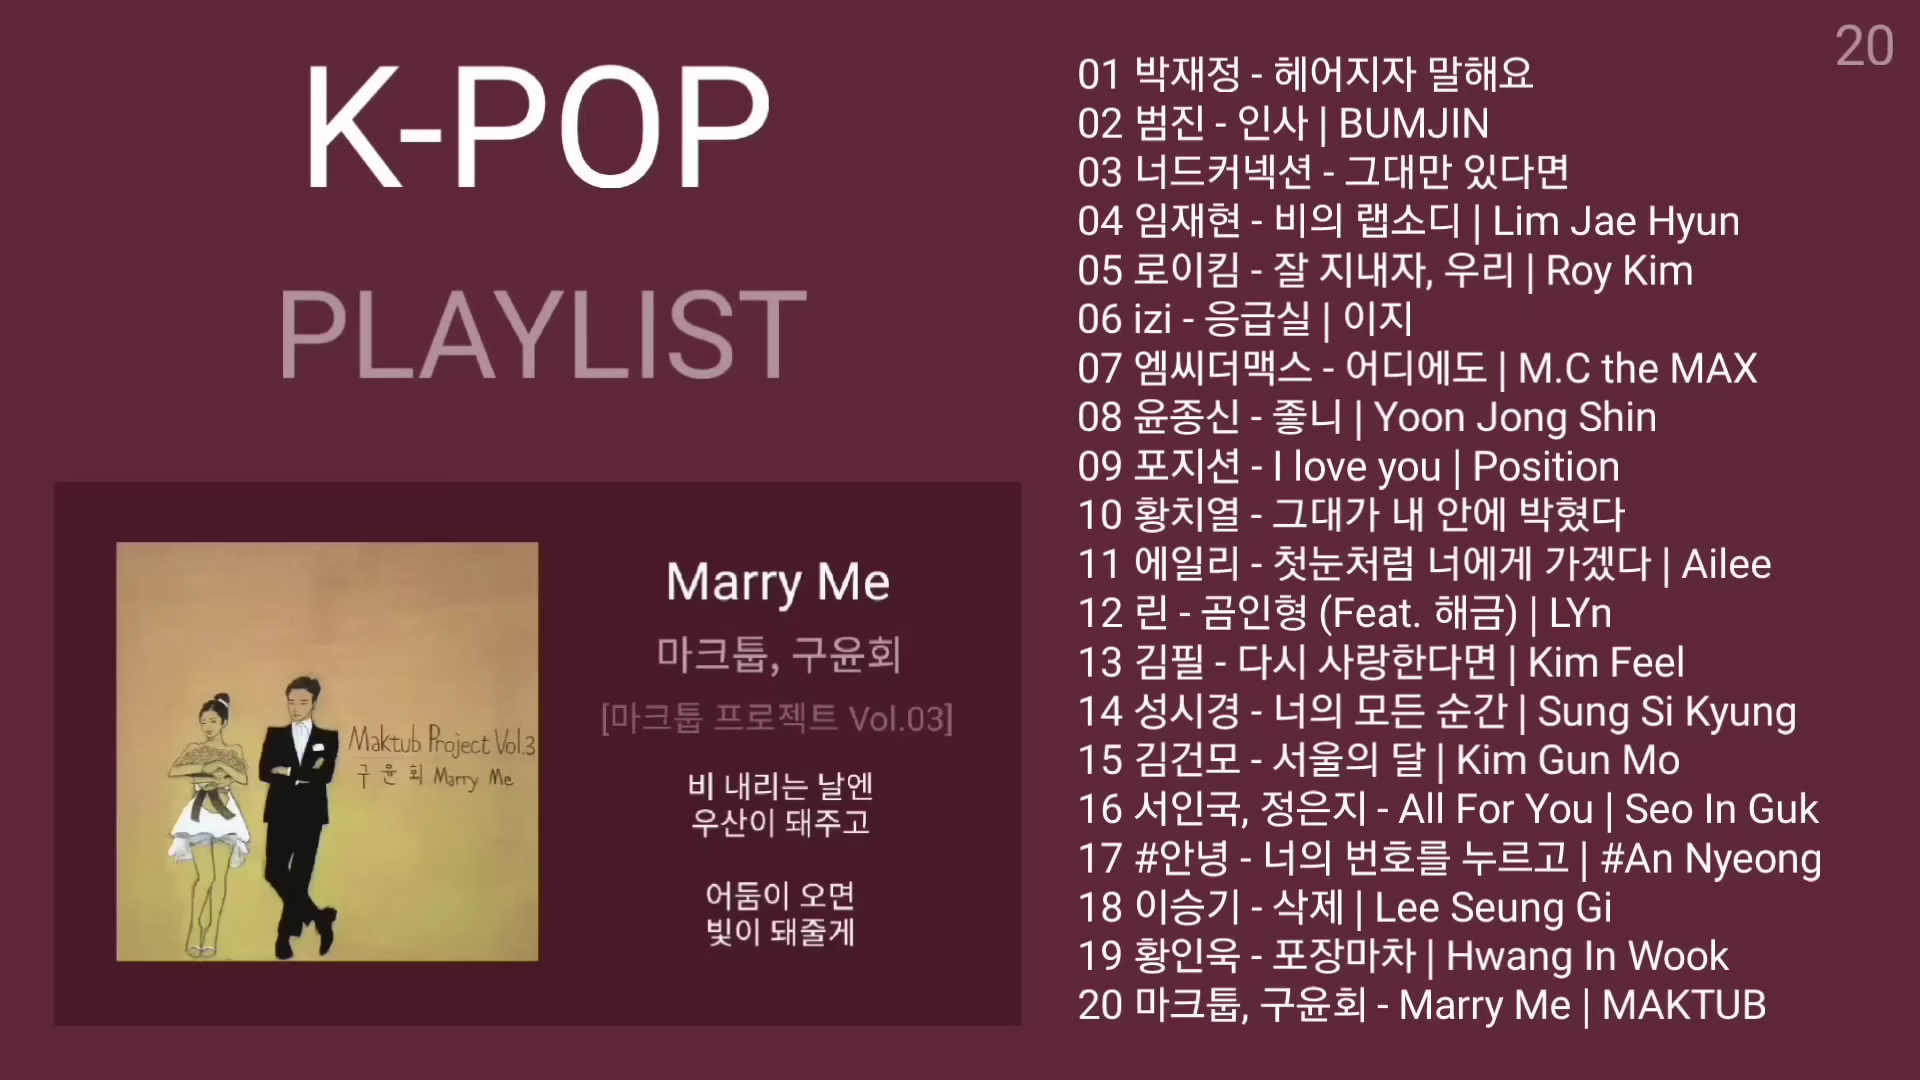 K-POP
PLAYLIST
20
01 박재정 - 헤어지자 말해요
02 범진 - 인사 | BUMJIN
03 너드커넥션 - 그대만 있다면
04 임재현 - 비의 랩소디 | Lim Jae Hyun
05 로이킴 - 잘 지내자, 우리 | Roy Kim
06 izi - 응급실 | 이지
07 엠씨더맥스 - 어디에도 | M.C the MAX
08 윤종신 - 좋니 | Yoon Jong Shin
09 포지션 - I love you | Position
10 황치열 - 그대가 내 안에 박혔다
11 에일리 - 첫눈처럼 너에게 가겠다 | Ailee
12 린 - 곰인형 (Feat. 해금) | LYn
13 김필 - 다시 사랑한다면 | Kim Feel
14 성시경 - 너의 모든 순간 | Sung Si Kyung
15 김건모 - 서울의 달 | Kim Gun Mo
16 서인국, 정은지 - All For You | Seo In Guk
17 #안녕 - 너의 번호를 누르고 | #An Nyeong
18 이승기 - 삭제 | Lee Seung Gi
19 황인욱 - 포장마차 | Hwang In Wook
20 마크툽, 구윤회 - Marry Me | MAKTUB
Maktub Project Vol.3
구 윤 회 Marry Me
Marry Me
마크툽, 구윤회
[마크툽 프로젝트 Vol.03]
비 내리는 날엔
우산이 돼주고
어둠이 오면
빛이 돼줄게